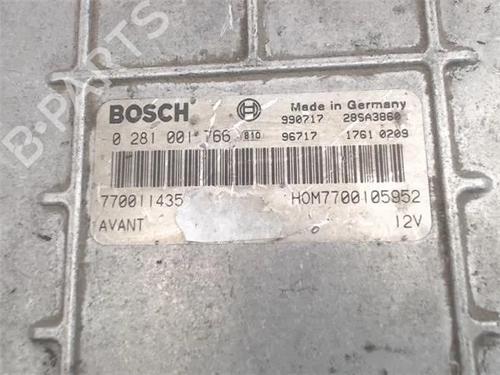 B-PARTS
BOSCH Made in Germany
990717 28SA3860
0 281 001 766 810 96717 1761 0209
770011435 HOM7700105952
AVANT 12V